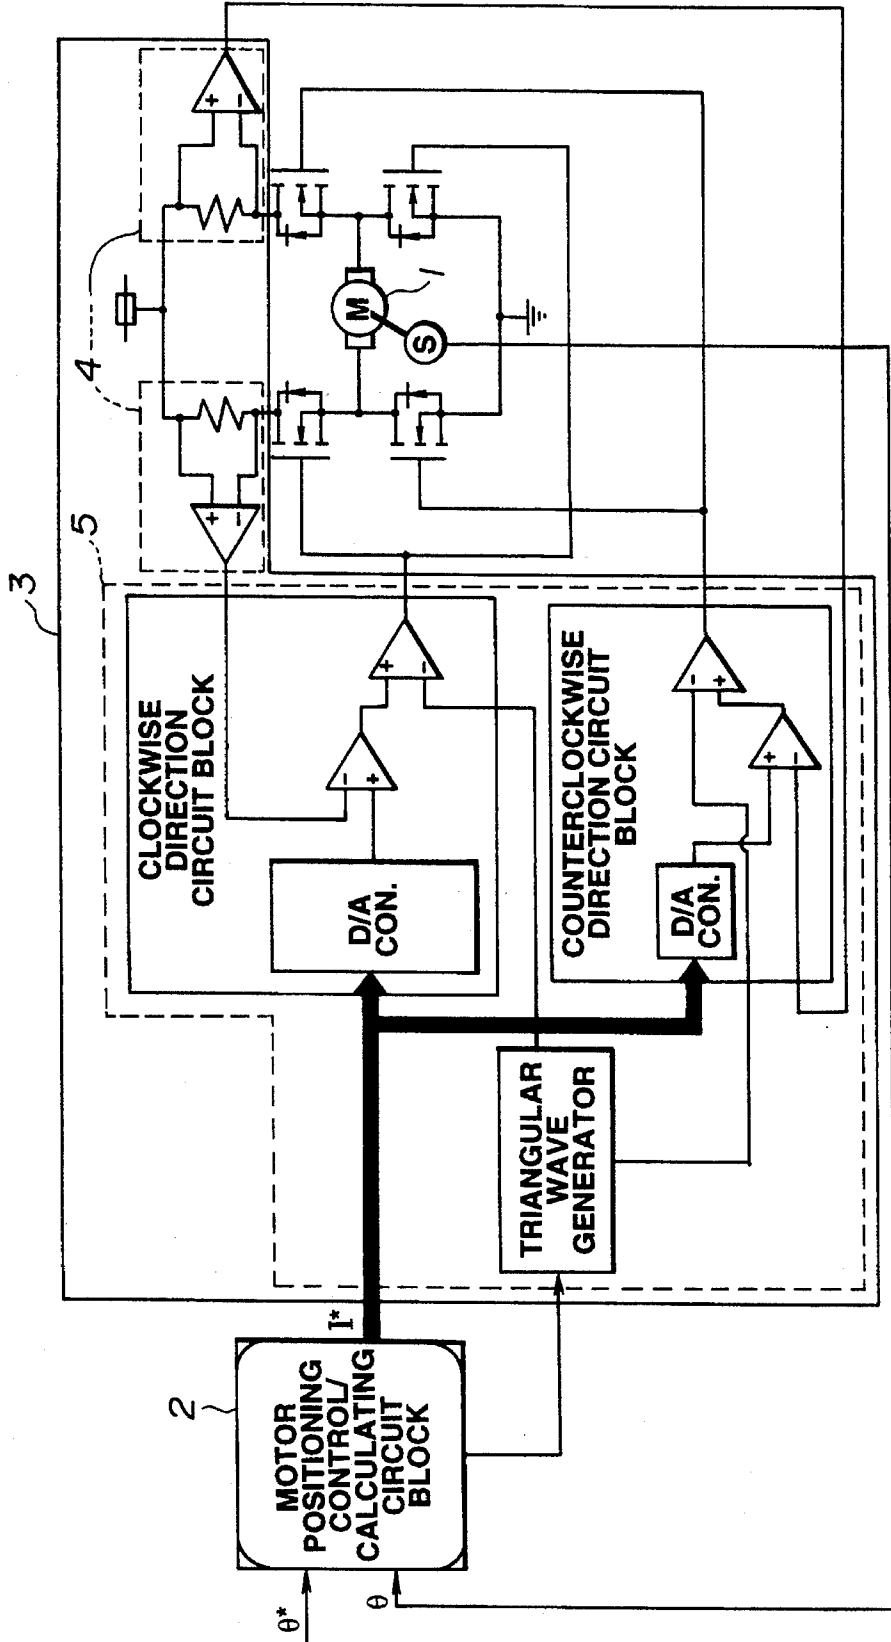 3
5
4
2
θ*
θ
MOTOR
POSITIONING
CONTROL/
CALCULATING
CIRCUIT
BLOCK
I*
CLOCKWISE
DIRECTION
CIRCUIT BLOCK
D/A
CON.
+
-
+
-
+
-
+
-
M
S
1
TRIANGULAR
WAVE
GENERATOR
COUNTERCLOCKWISE
DIRECTION CIRCUIT
BLOCK
D/A
CON.
-
+
+
-